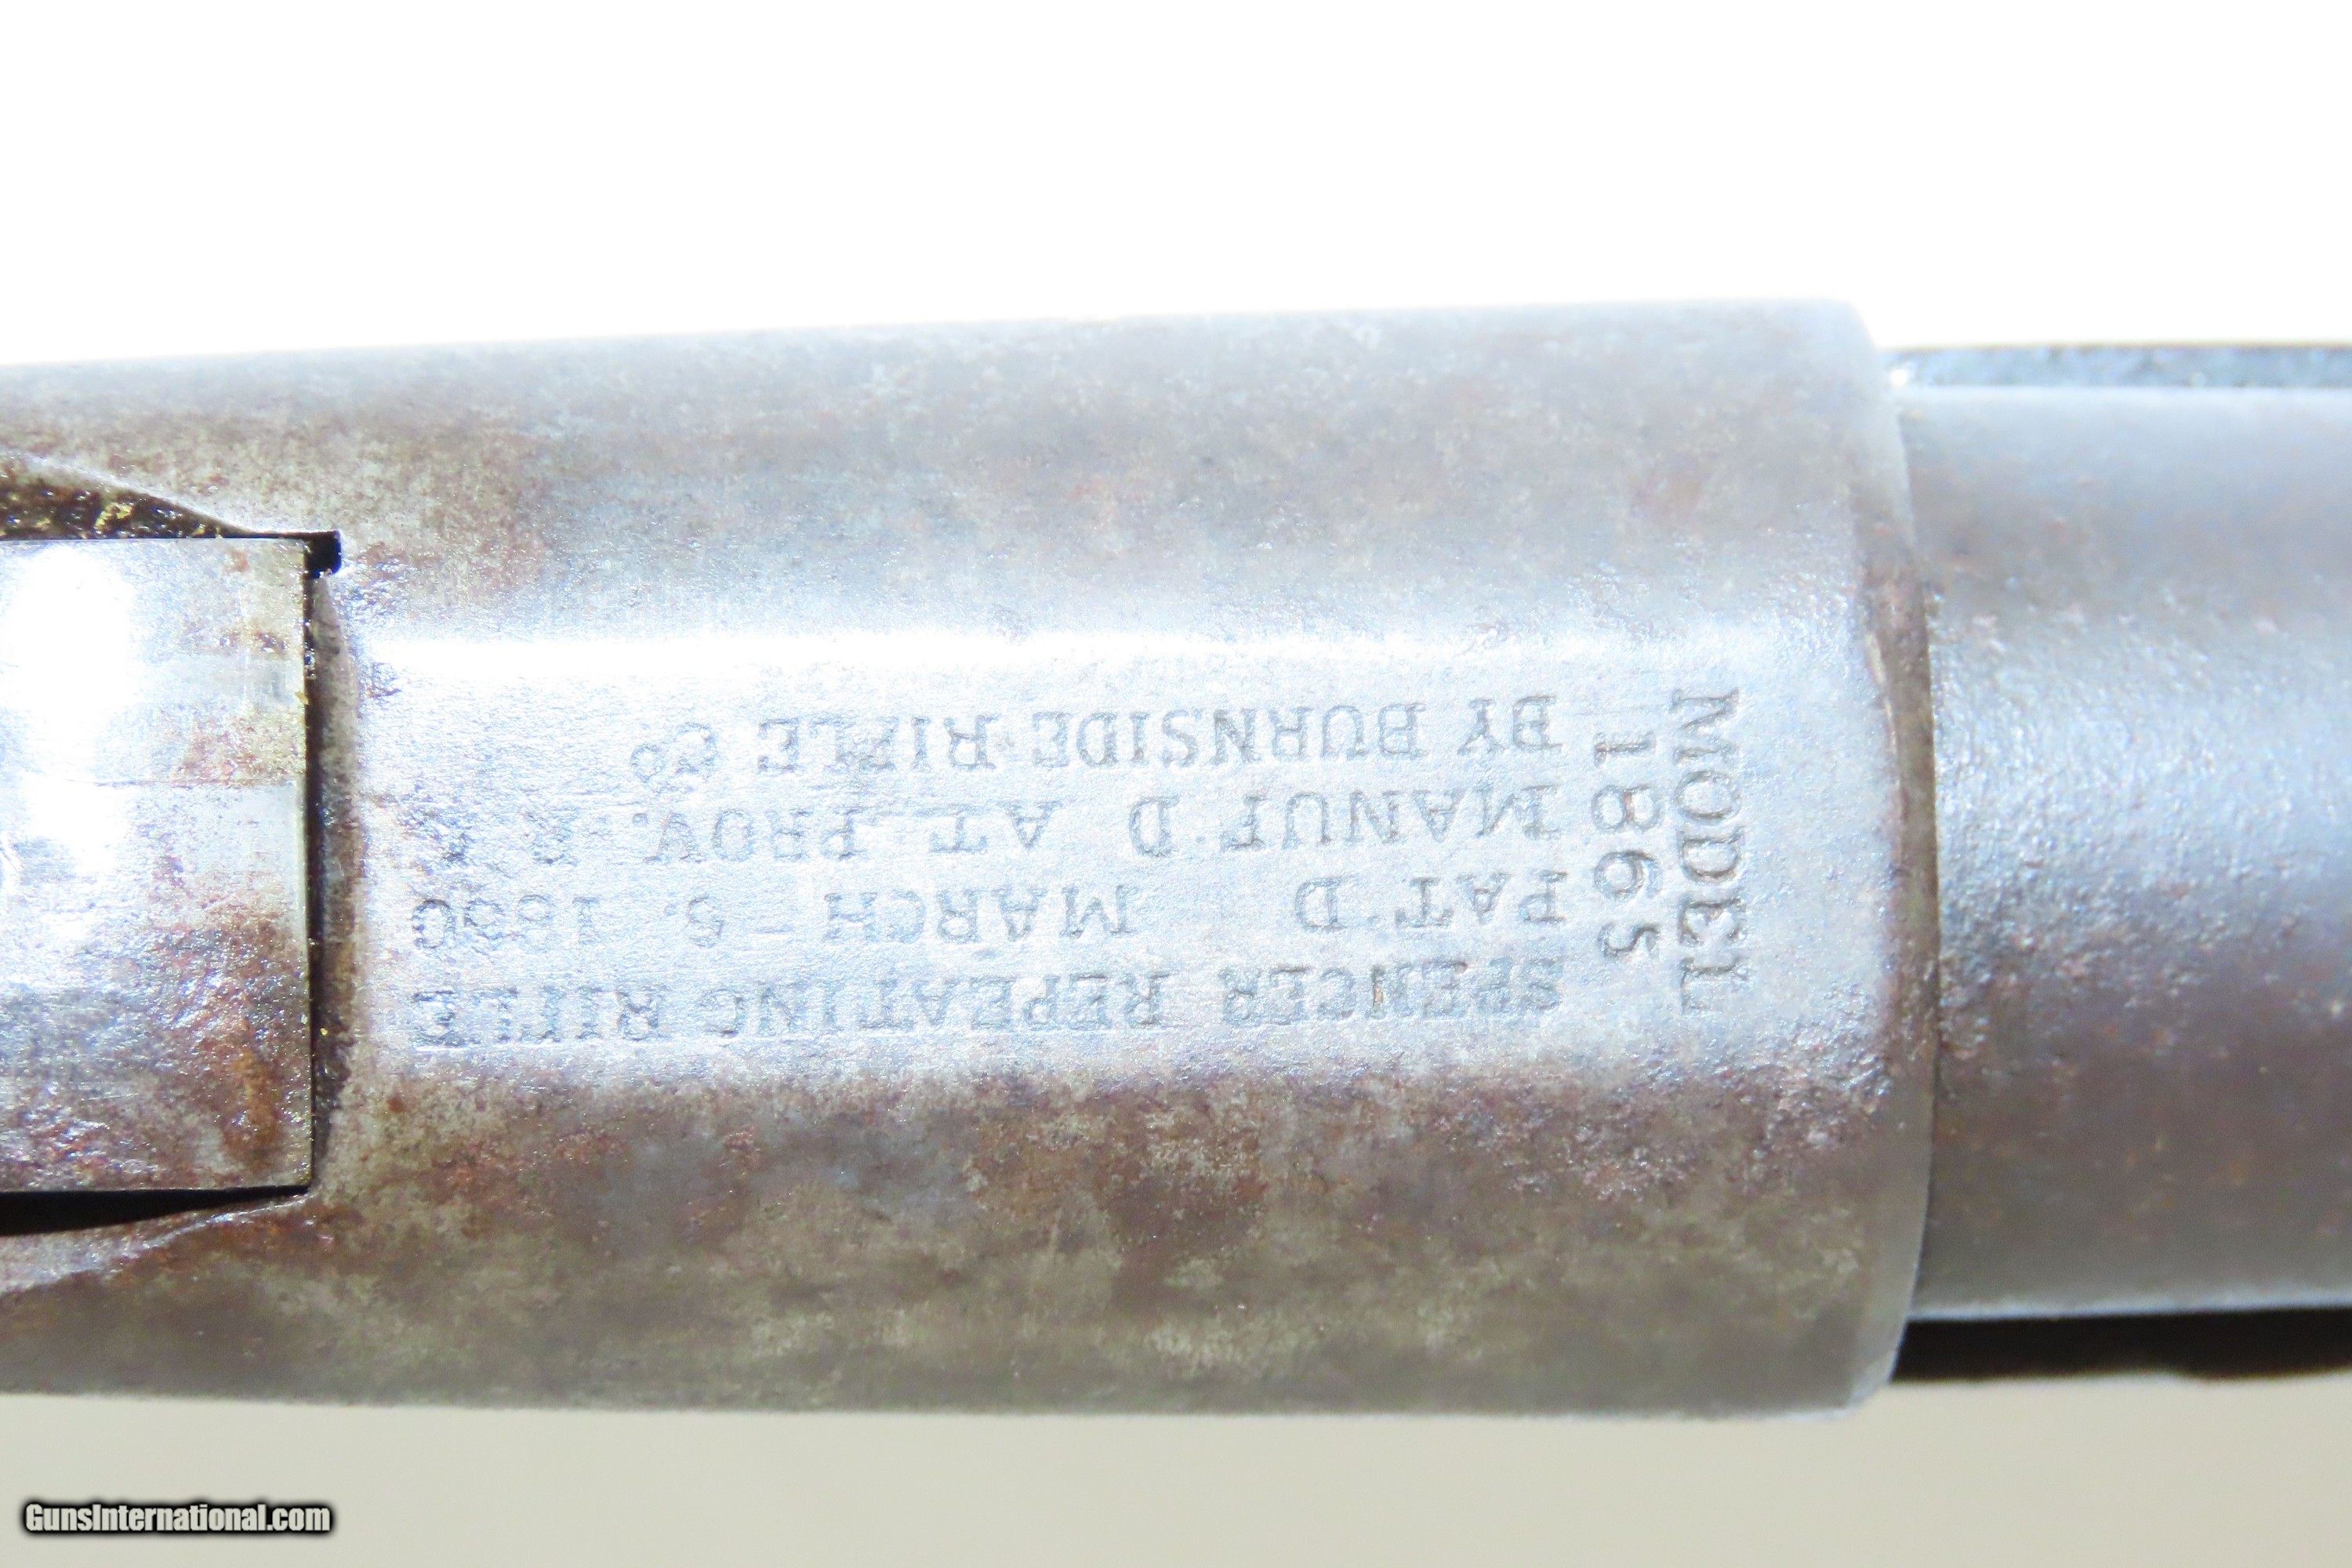 SPENCER REPEATING RIFLE
PAT'D MARCH 6, 1860
MANUF'D AT PROV. R.I.
BY BURNSIDE RIFLE Co
MODEL
1865
GunsInternational.com